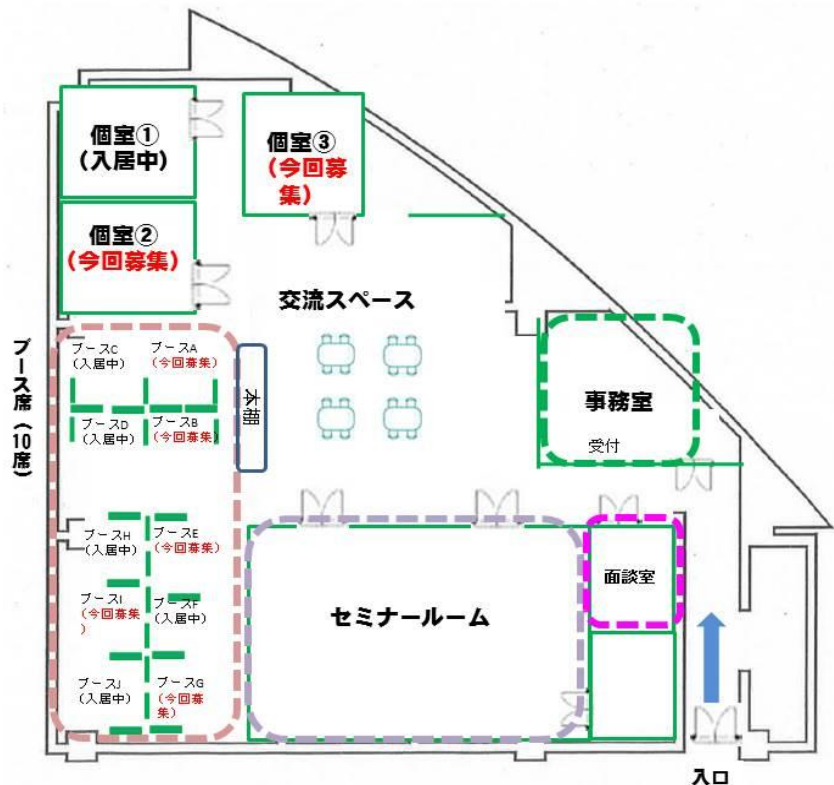 個室①
(入居中)
個室③
(今回募
集)
個室②
(今回募集)
交流スペース
ブース席(10席)
ブースC
(入居中)
ブースA
(今回募集)
本棚
ブースD
(入居中)
ブースB
(今回募集)
事務室
受付
ブースH
(入居中)
ブースE
(今回募集)
面談室
ブースI
(今回募集
)
ブースF
(入居中)
セミナールーム
ブースJ
(入居中)
ブースG
(今回募
集)
入口